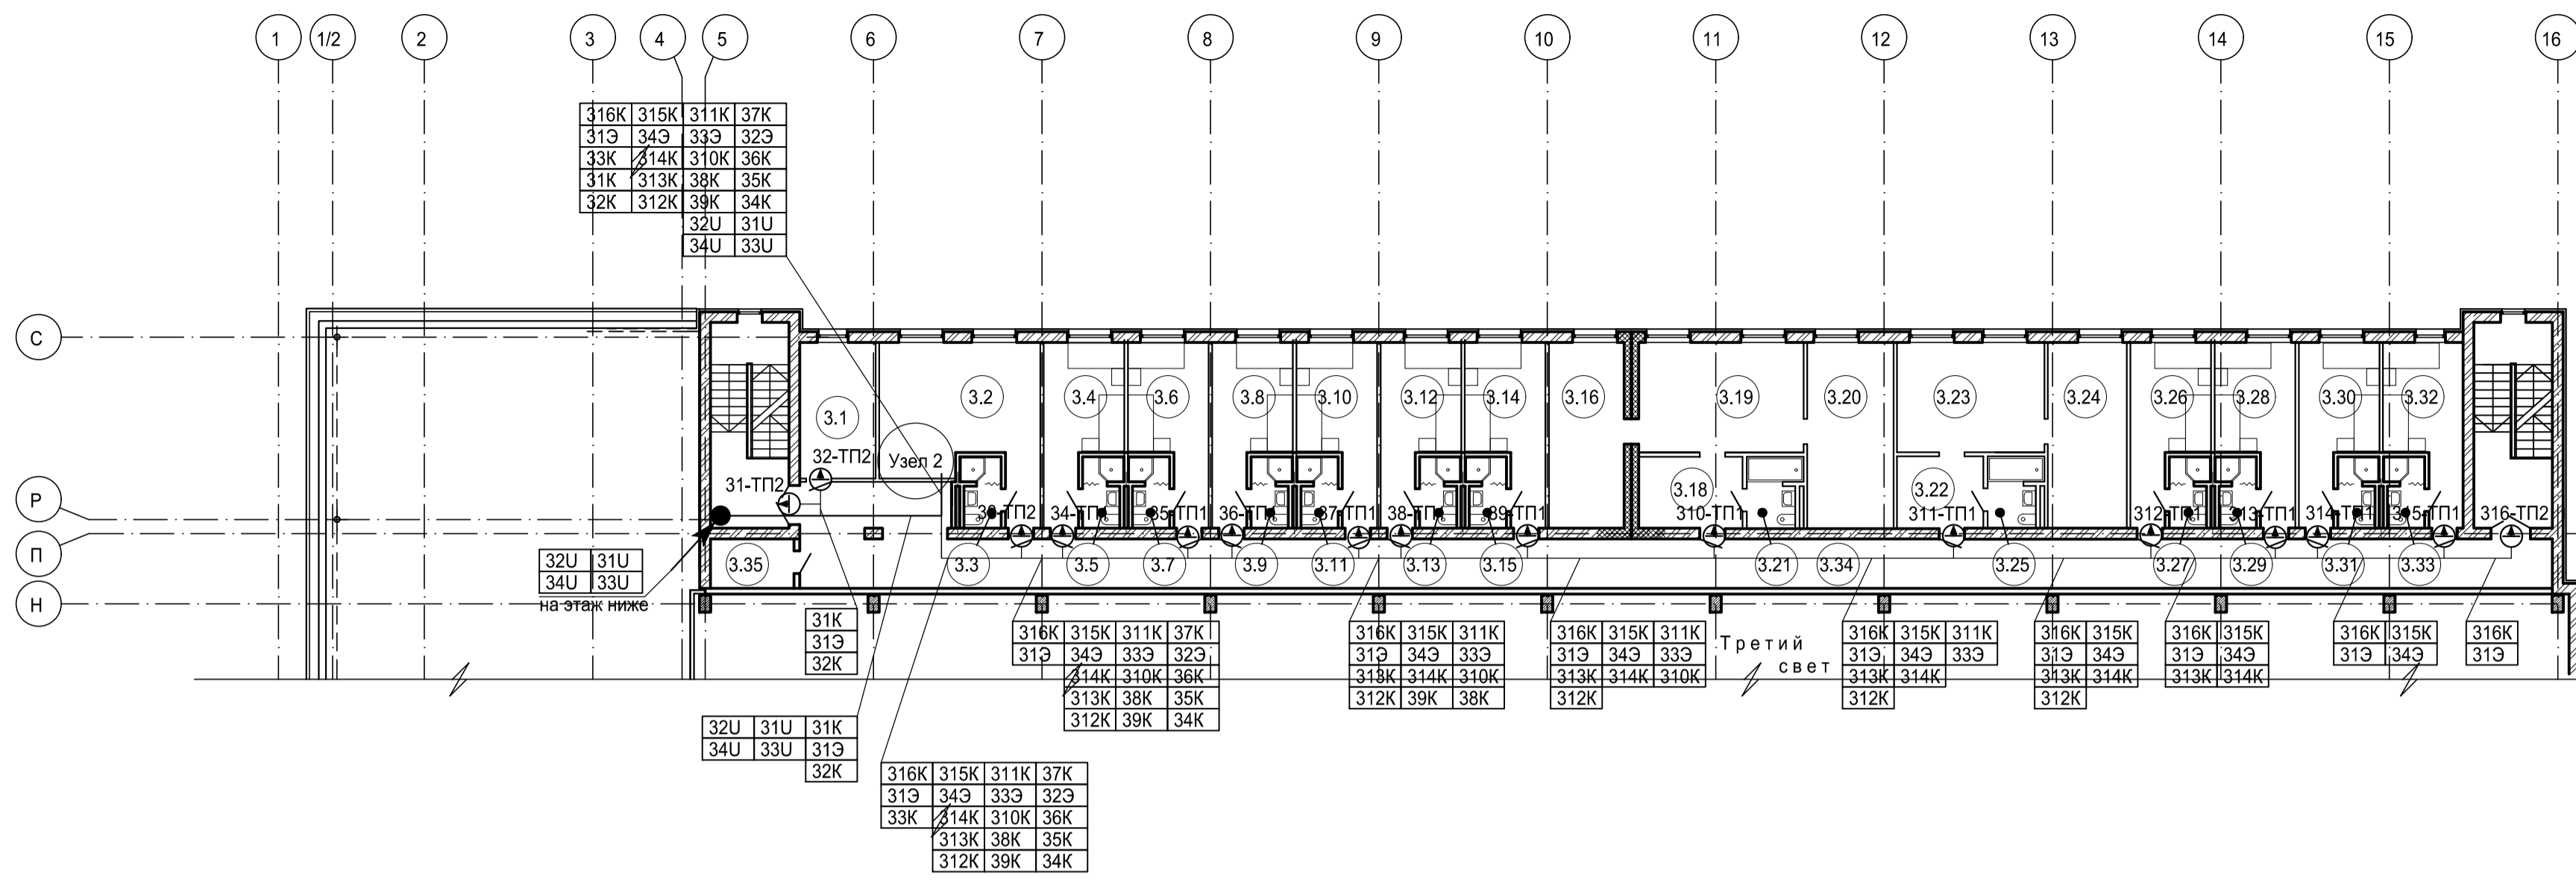 1 1/2 2 3 4 5 6 7 8 9 10 11 12 13 14 15 16
316К 315К 311К 37К
31Э 34Э 33Э 32Э
33К 314К 310К 36К
31К 313К 38К 35К
32К 312К 39К 34К
32U 31U
34U 33U
С
Р
П
Н
3.1 3.2 3.4 3.6 3.8 3.10 3.12 3.14 3.16 3.19 3.20 3.23 3.24 3.26 3.28 3.30 3.32
32-ТП2 Узел 2
31-ТП2
3.18 3.22
34-ТП1 310-ТП1 311-ТП1 312-ТП1 314-ТП1 316-ТП2
3.35 3.3 3.5 3.7 3.9 3.11 3.13 3.15 3.21 3.34 3.25 3.27 3.29 3.31 3.33
32U 31U
34U 33U
на этаж ниже
31К
31Э
32К
316К 315К 311К 37К
31Э 34Э 33Э 32Э
314К 310К 36К
313К 38К 35К
312К 39К 34К
316К 315К 311К
31Э 34Э 33Э
313К 314К 310К
312К 39К 38К
316К 315К 311К
31Э 34Э 33Э
313К 314К 310К
312К
Третий
свет
316К 315К 311К
31Э 34Э 33Э
313К 314К
312К
316К 315К
31Э 34Э
313К 314К
312К
316К 315К
31Э 34Э
313К 314К
316К 315К
31Э 34Э
316К
31Э
32U 31U 31К
34U 33U 31Э
32К
316К 315К 311К 37К
31Э 34Э 33Э 32Э
33К 314К 310К 36К
313К 38К 35К
312К 39К 34К